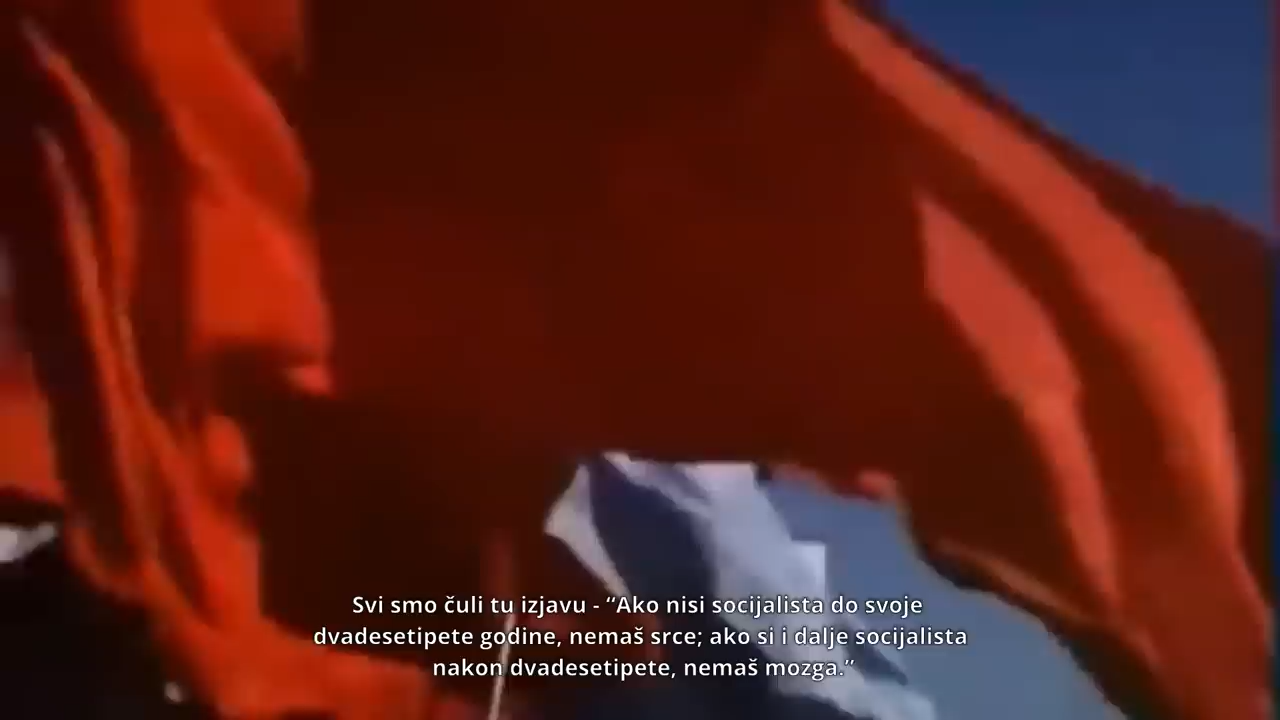 Svi smo čuli tu izjavu - “Ako nisi socijalista do svoje
dvadesetipete godine, nemaš srce; ako si i dalje socijalista
nakon dvadesetipete, nemaš mozga.”